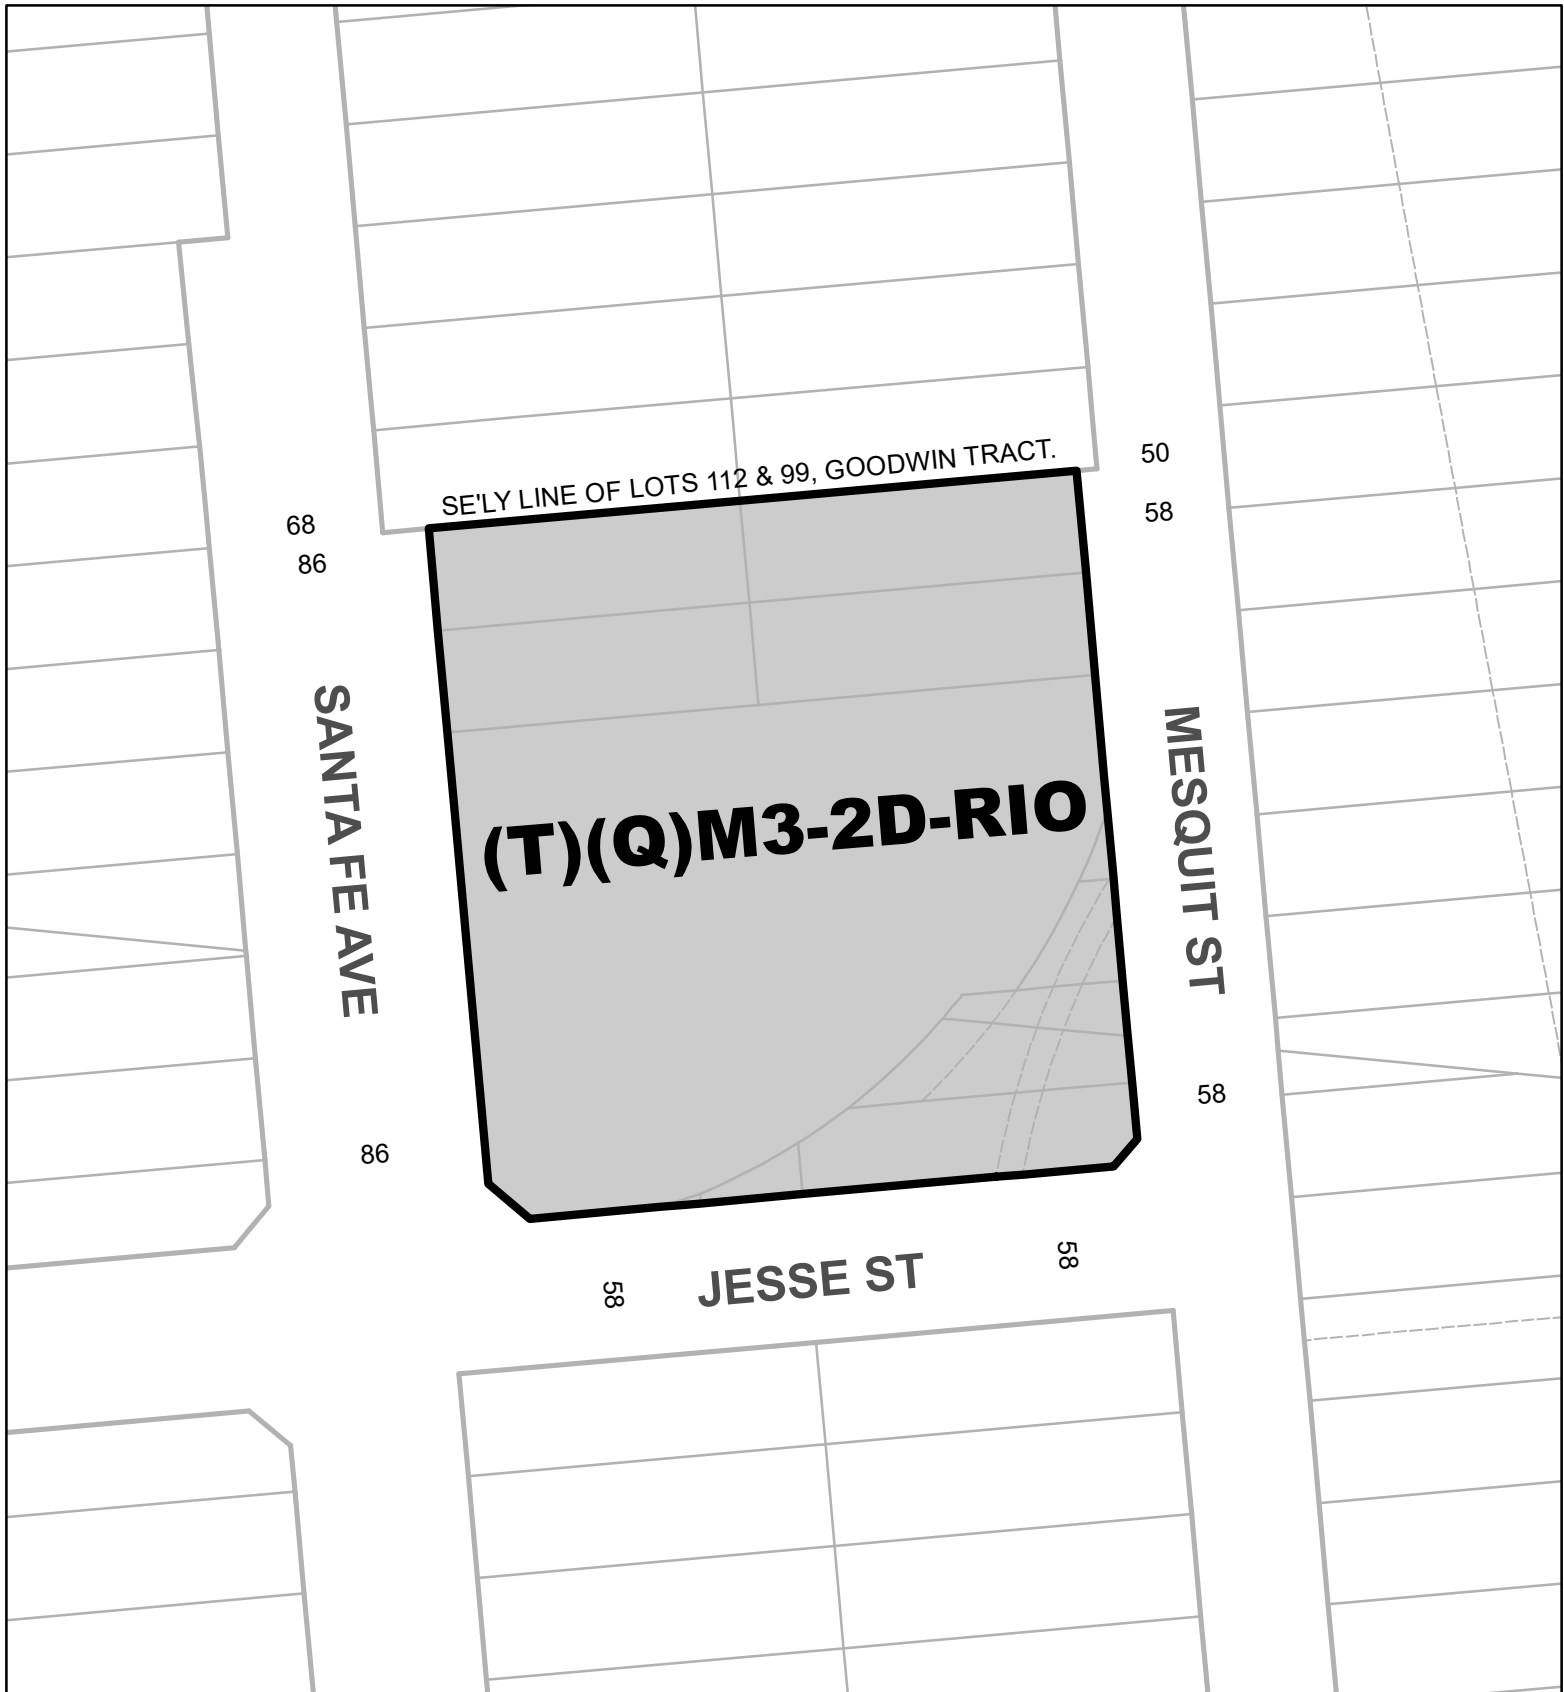 50
SE'LY LINE OF LOTS 112 & 99, GOODWIN TRACT.
58
68
86
SANTA FE AVE
MESQUIT ST
(T)(Q)M3-2D-RIO
58
86
58
JESSE ST
58